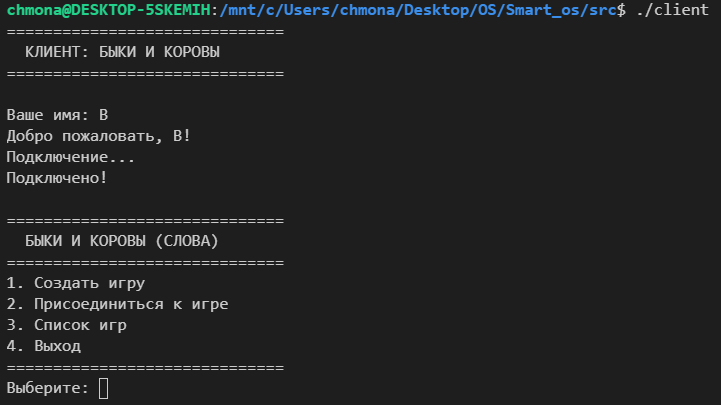 chmona@DESKTOP-5SKEMIH:/mnt/c/Users/chmona/Desktop/OS/Smart_os/src$ ./client
==============================
  КЛИЕНТ: БЫКИ И КОРОВЫ
==============================

Ваше имя: B
Добро пожаловать, B!
Подключение...
Подключено!

==============================
  БЫКИ И КОРОВЫ (СЛОВА)
==============================
1. Создать игру
2. Присоединиться к игре
3. Список игр
4. Выход
==============================
Выберите: